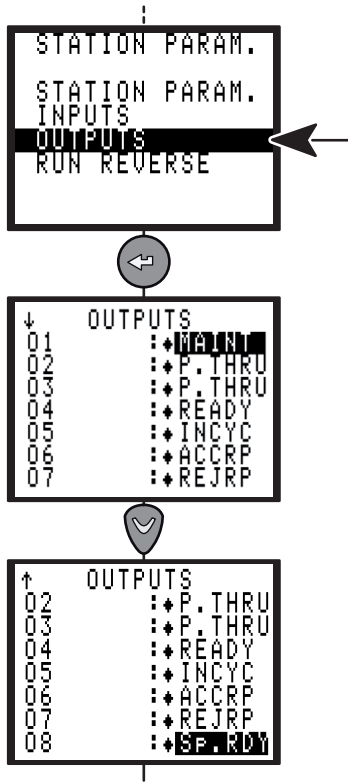 STATION PARAM.
STATION PARAM.
INPUTS
OUTPUTS
RUN REVERSE
↓ OUTPUTS
01 :♦MAINT
02 :♦P.THRU
03 :♦P.THRU
04 :♦READY
05 :♦INCYC
06 :♦ACCRP
07 :♦REJRP
↑ OUTPUTS
02 :♦P.THRU
03 :♦P.THRU
04 :♦READY
05 :♦INCYC
06 :♦ACCRP
07 :♦REJRP
08 :♦Sp.RDY